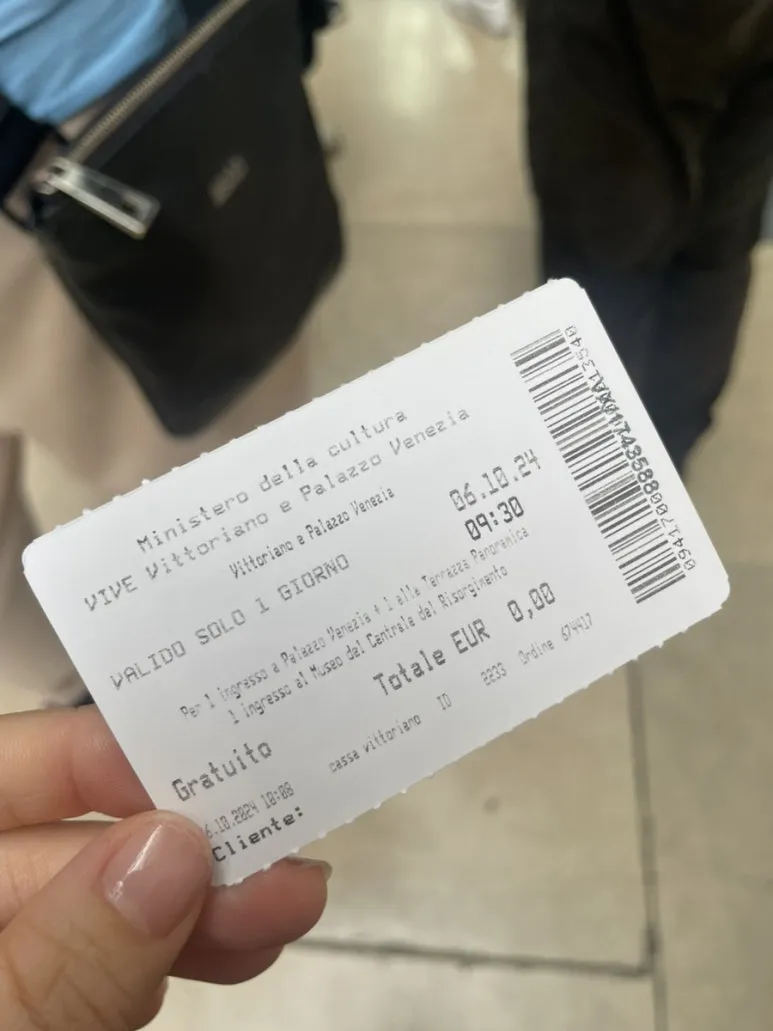 Ministero della cultura
VIVE Vittoriano e Palazzo Venezia
Vittoriano e Palazzo Venezia
06.10.24
VALIDO SOLO 1 GIORNO
09:30
Per 1 ingresso a Palazzo Venezia + 1 alla Terrazza Panoramica
1 ingresso al Museo del Centrale del Risorgimento
Totale EUR 0,00
Gratuito
cassa vittoriano ID 2233 Ordine 674417
6.10.2024 10:08
Cliente: